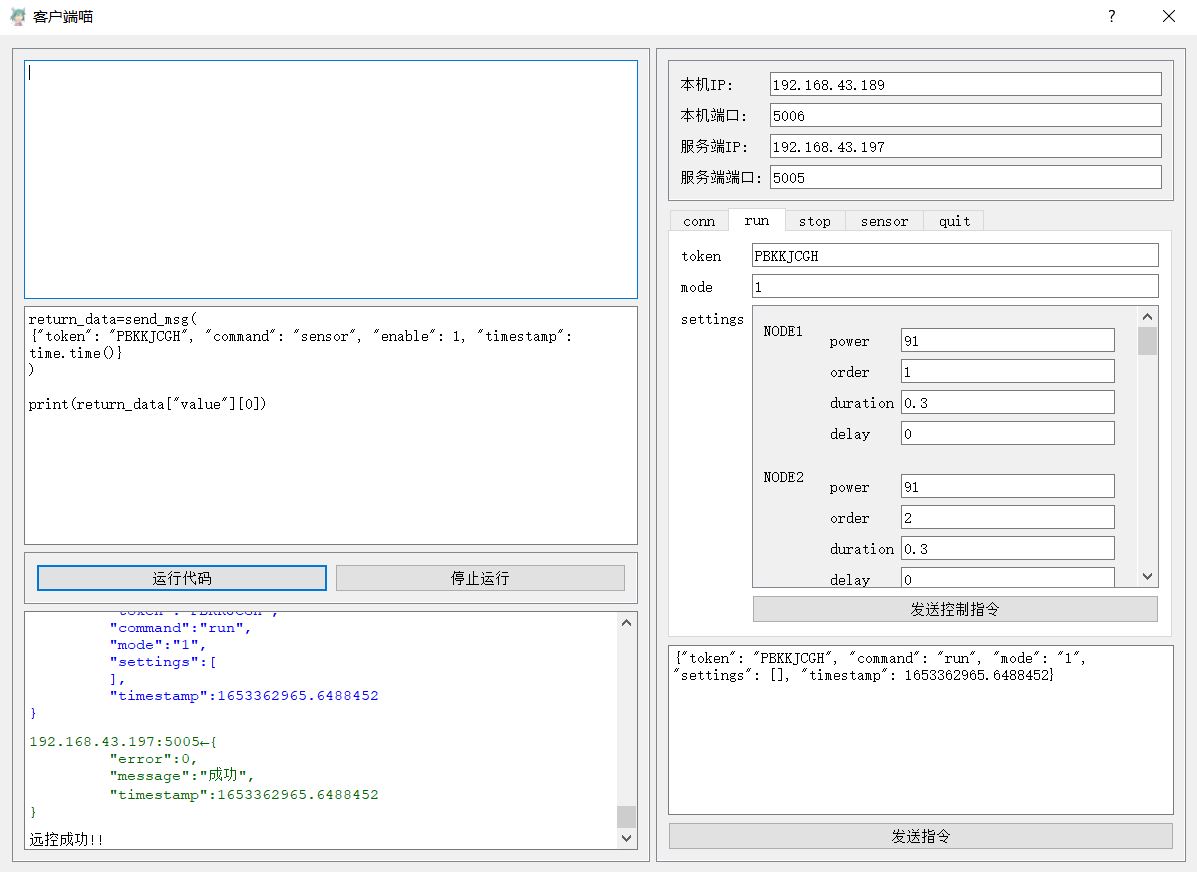 客户端喵
return_data=send_msg(
{"token": "PBKKJCGH", "command": "sensor", "enable": 1, "timestamp":
time.time()}
)
print(return_data["value"][0])
运行代码
停止运行
"token":"PBKKJCGH",
"command":"run",
"mode":"1",
"settings":[
],
"timestamp":1653362965.6488452
}
192.168.43.197:5005←{
"error":0,
"message":"成功",
"timestamp":1653362965.6488452
}
远控成功!!
本机IP: 192.168.43.189
本机端口: 5006
服务端IP: 192.168.43.197
服务端端口: 5005
conn run stop sensor quit
token PBKKJCGH
mode 1
settings
NODE1
power 91
order 1
duration 0.3
delay 0
NODE2
power 91
order 2
duration 0.3
delay 0
发送控制指令
{"token": "PBKKJCGH", "command": "run", "mode": "1",
"settings": [], "timestamp": 1653362965.6488452}
发送指令